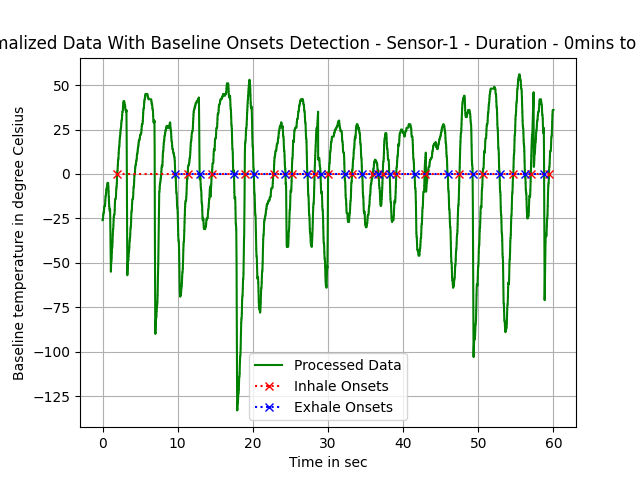 malized Data With Baseline Onsets Detection - Sensor-1 - Duration - 0mins to
Baseline temperature in degree Celsius
50
25
0
−25
−50
−75
−100
−125
Processed Data
Inhale Onsets
Exhale Onsets
0 10 20 30 40 50 60
Time in sec